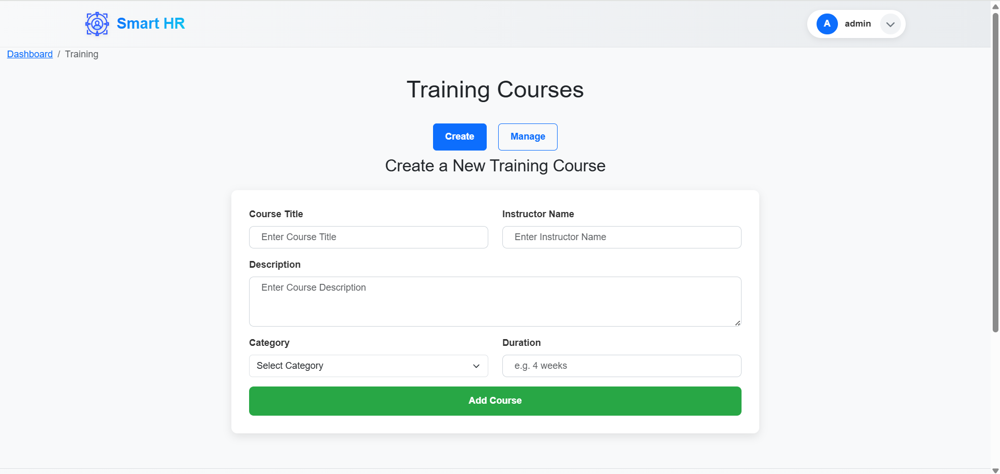 Smart HR
A admin
Dashboard / Training
Training Courses
Create Manage
Create a New Training Course
Course Title Instructor Name
Enter Course Title Enter Instructor Name
Description
Enter Course Description
Category Duration
Select Category e.g. 4 weeks
Add Course